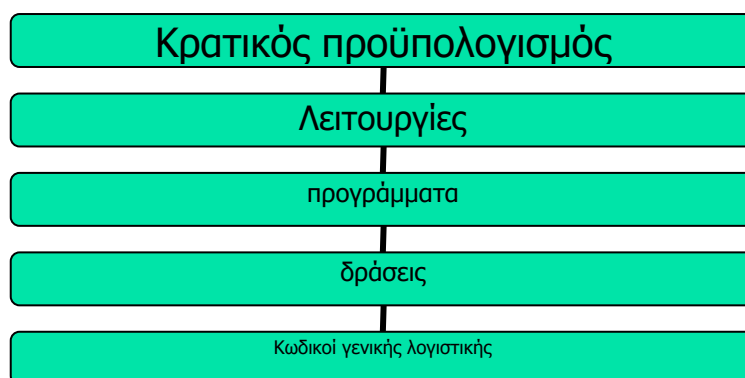 Κρατικός προϋπολογισμός
Λειτουργίες
προγράμματα
δράσεις
Κωδικοί γενικής λογιστικής